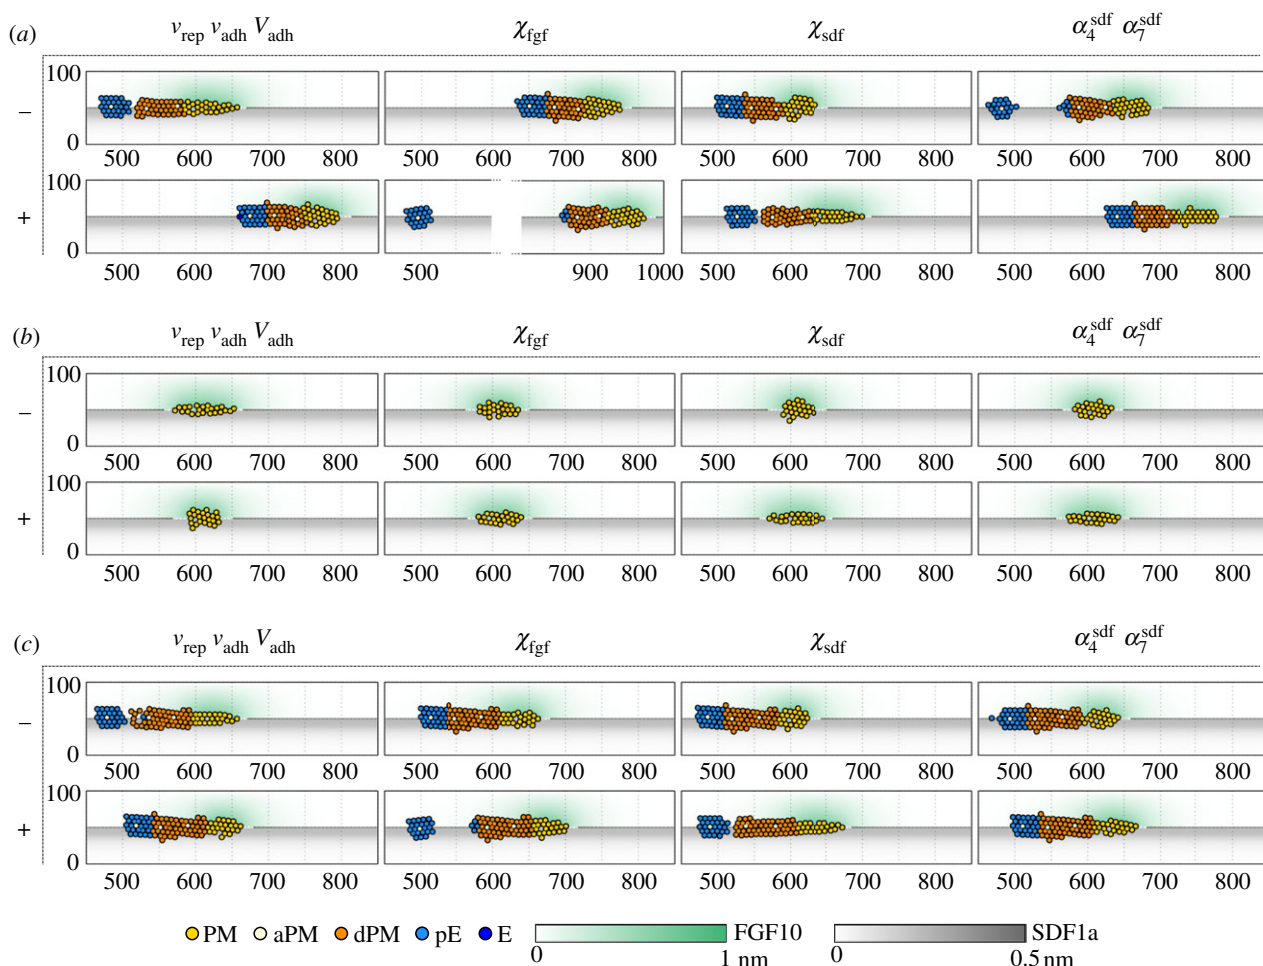 (a) v_rep v_adh V_adh χ_fgf χ_sdf α_4^sdf α_7^sdf
100
– 0
500 600 700 800 500 600 700 800 500 600 700 800 500 600 700 800
100
+ 0
500 600 700 800 500 900 1000 500 600 700 800 500 600 700 800
(b) v_rep v_adh V_adh χ_fgf χ_sdf α_4^sdf α_7^sdf
100
– 0
500 600 700 800 500 600 700 800 500 600 700 800 500 600 700 800
100
+ 0
500 600 700 800 500 600 700 800 500 600 700 800 500 600 700 800
(c) v_rep v_adh V_adh χ_fgf χ_sdf α_4^sdf α_7^sdf
100
– 0
500 600 700 800 500 600 700 800 500 600 700 800 500 600 700 800
100
+ 0
500 600 700 800 500 600 700 800 500 600 700 800 500 600 700 800
PM aPM dPM pE E FGF10 SDF1a
0 1 nm 0 0.5 nm